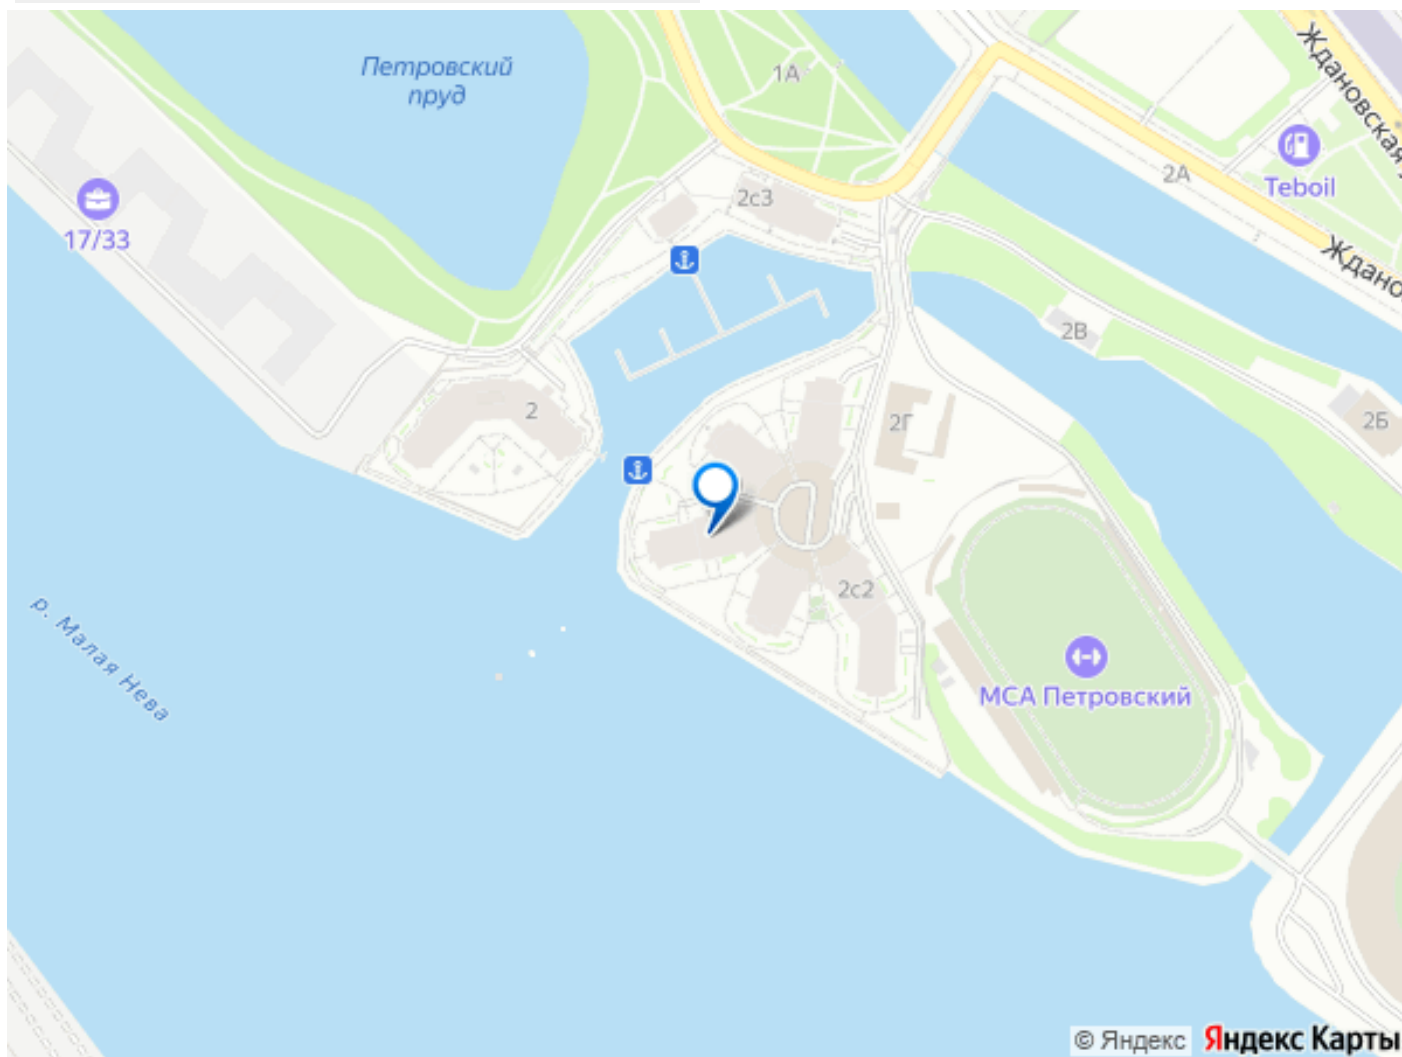 Петровский
пруд
1А
Ждановская у
Teboil
2А
2с3
17/33
Ждано
2В
2
2Г
2Б
2с2
р. Малая Нева
МСА Петровский
© Яндекс Яндекс Карты